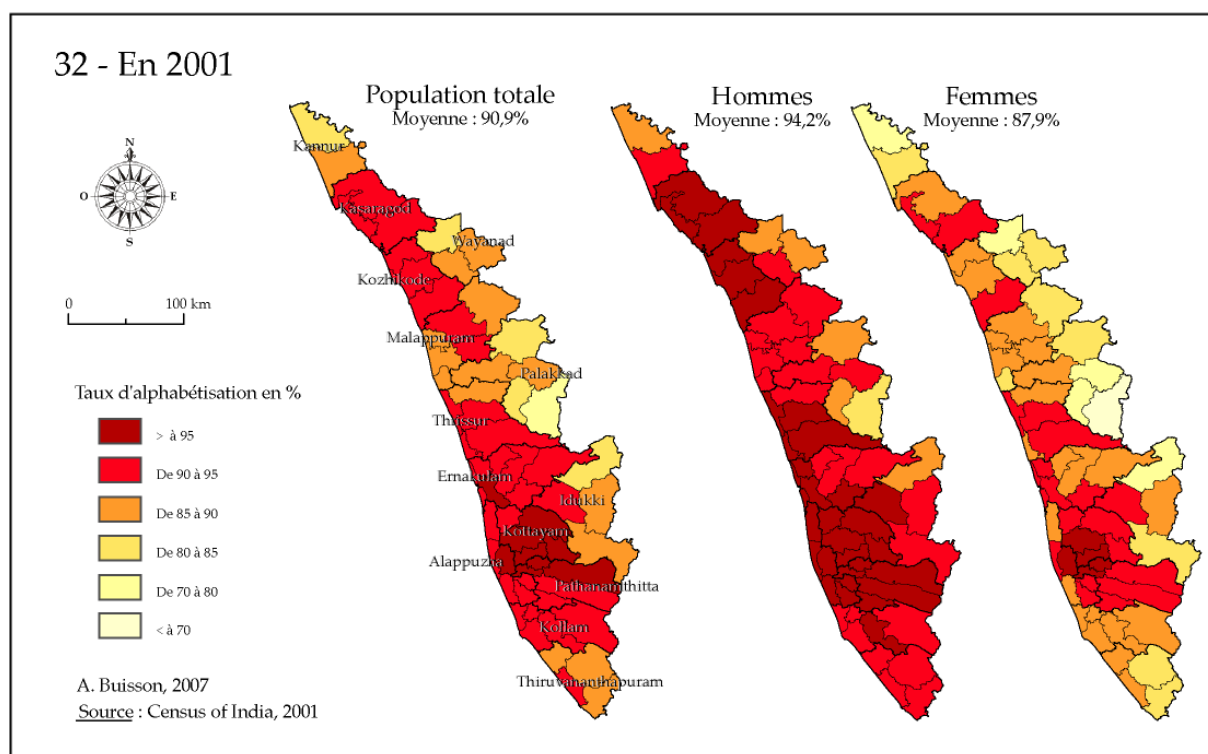 32 - En 2001
Population totale
Moyenne : 90,9%
Hommes
Moyenne : 94,2%
Femmes
Moyenne : 87,9%
N
O
E
S
0
100 km
Kannur
Kasaragod
Wayanad
Kozhikode
Malappuram
Palakkad
Thrissur
Ernakulam
Idukki
Kottayam
Alappuzha
Pathanamthitta
Kollam
Thiruvananthapuram
Taux d'alphabétisation en %
> à 95
De 90 à 95
De 85 à 90
De 80 à 85
De 70 à 80
< à 70
A. Buisson, 2007
Source : Census of India, 2001